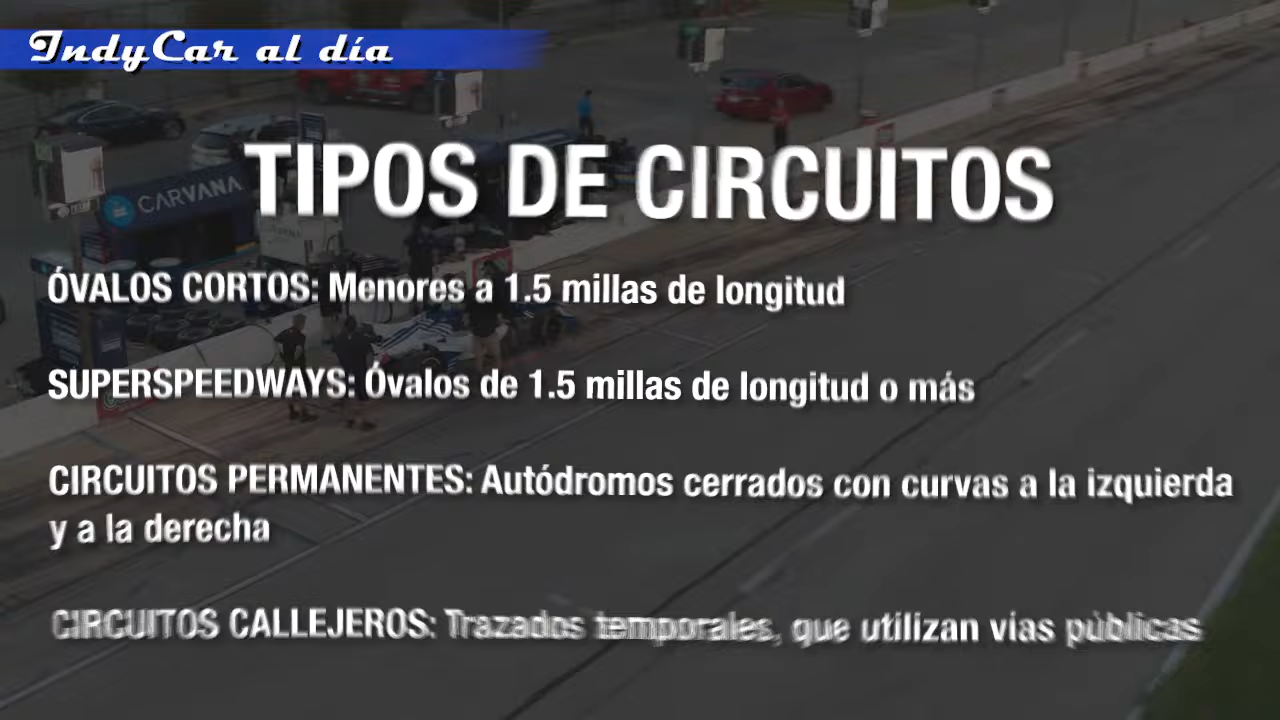 IndyCar al día
CARVANA
TIPOS DE CIRCUITOS
ÓVALOS CORTOS: Menores a 1.5 millas de longitud
SUPERSPEEDWAYS: Óvalos de 1.5 millas de longitud o más
CIRCUITOS PERMANENTES: Autódromos cerrados con curvas a la izquierda
y a la derecha
CIRCUITOS CALLEJEROS: Trazados temporales, que utilizan vías públicas